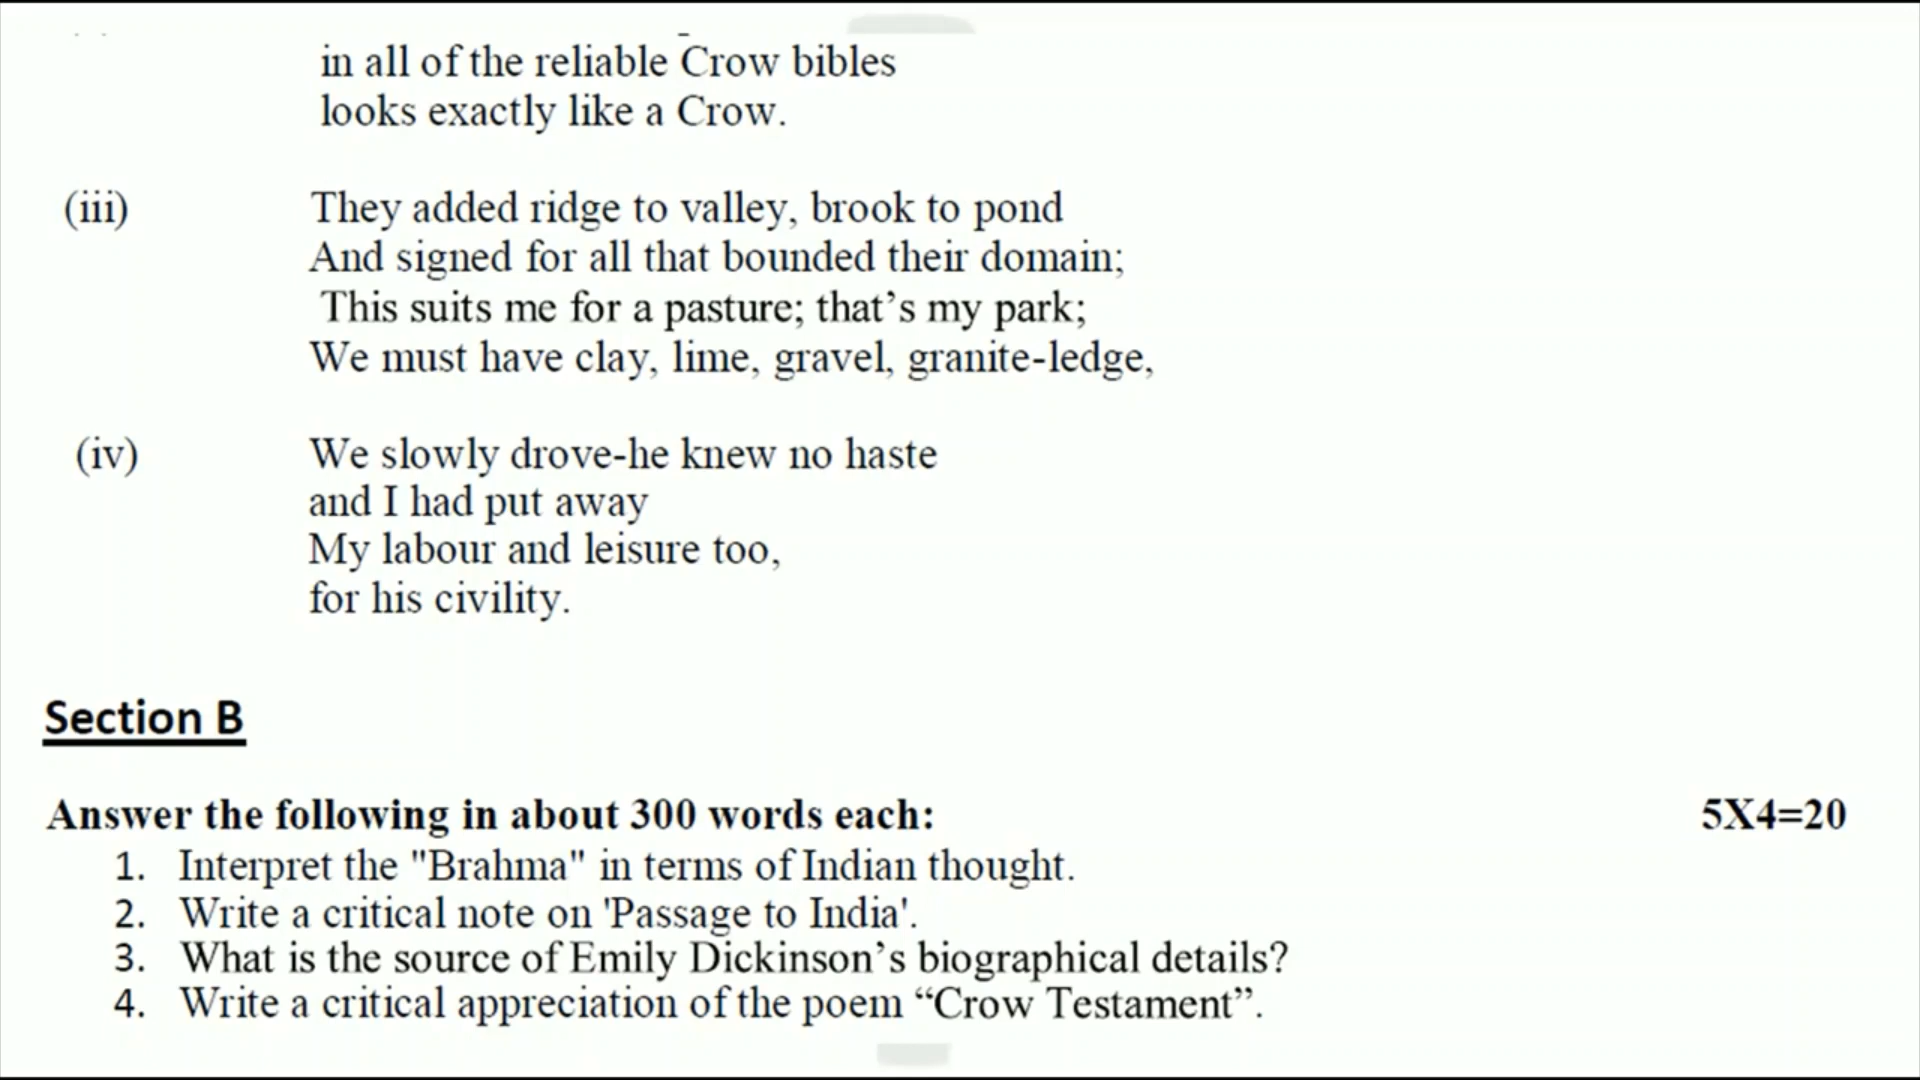 in all of the reliable Crow bibles
looks exactly like a Crow.
(iii) They added ridge to valley, brook to pond
And signed for all that bounded their domain;
This suits me for a pasture; that’s my park;
We must have clay, lime, gravel, granite-ledge,
(iv) We slowly drove-he knew no haste
and I had put away
My labour and leisure too,
for his civility.
Section B
Answer the following in about 300 words each: 5X4=20
1. Interpret the "Brahma" in terms of Indian thought.
2. Write a critical note on 'Passage to India'.
3. What is the source of Emily Dickinson’s biographical details?
4. Write a critical appreciation of the poem “Crow Testament”.